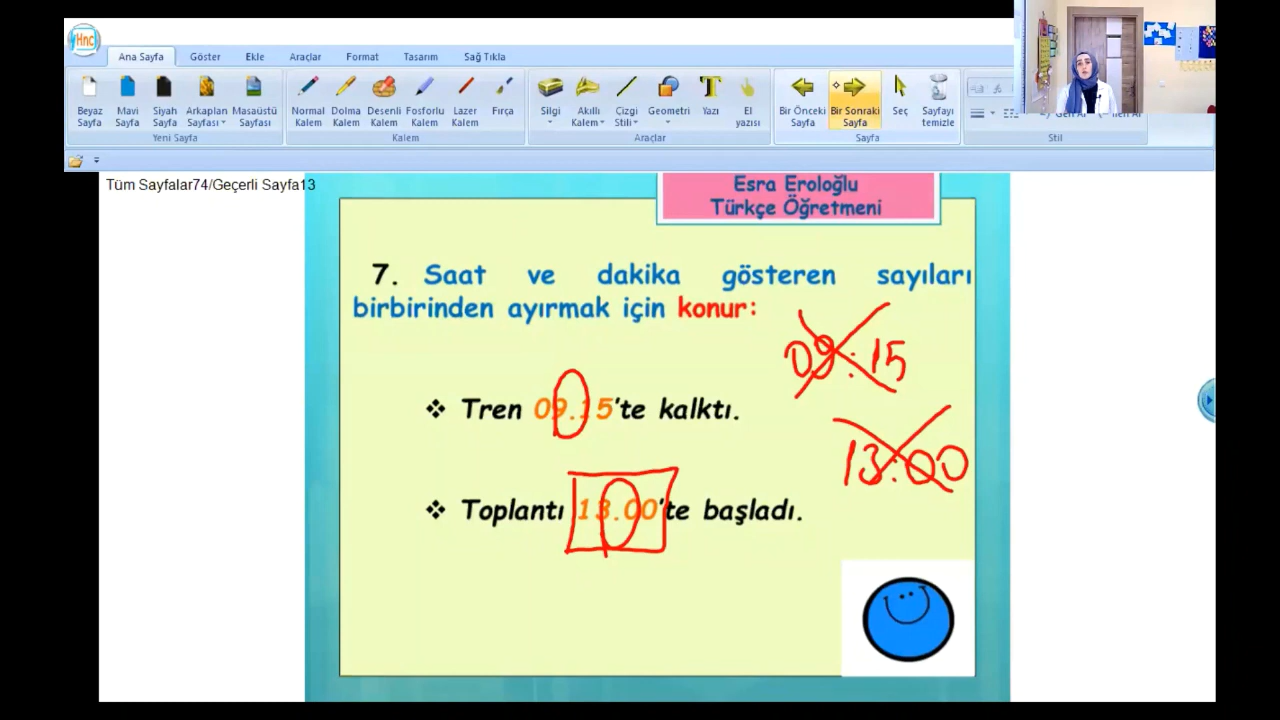 Hnc
Ana Sayfa Göster Ekle Araçlar Format Tasarım Sağ Tıkla
Beyaz Sayfa
Mavi Sayfa
Siyah Sayfa
Arkaplan Sayfası
Masaüstü Sayfası
Normal Kalem
Dolma Kalem
Desenli Kalem
Fosforlu Kalem
Lazer Kalem
Fırça
Silgi
Akıllı Kalem
Çizgi Stili
Geometri
Yazı
El yazısı
Bir Önceki Sayfa
Bir Sonraki Sayfa
Seç
Sayfayı temizle
Yeni Sayfa Kalem Araçlar Sayfa Stil
Tüm Sayfalar74/Geçerli Sayfa13
Esra Eroloğlu
Türkçe Öğretmeni
7. Saat ve dakika gösteren sayıları
birbirinden ayırmak için konur:
09:15
Tren 09.15'te kalktı.
13:00
Toplantı 13.00'te başladı.